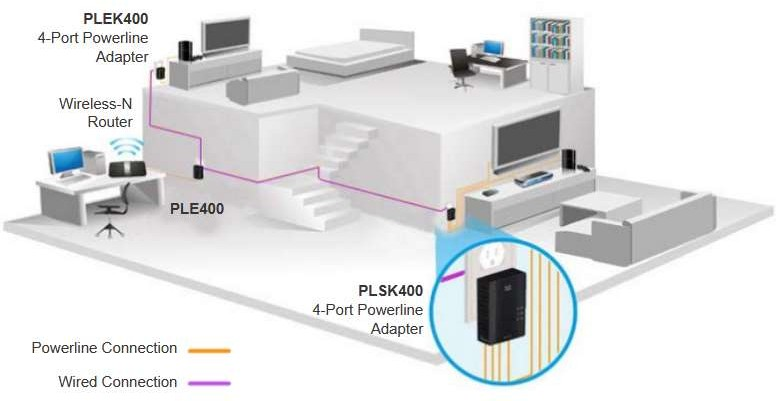 PLEK400
4-Port Powerline
Adapter
Wireless-N
Router
PLE400
PLSK400
4-Port Powerline
Adapter
Powerline Connection
Wired Connection